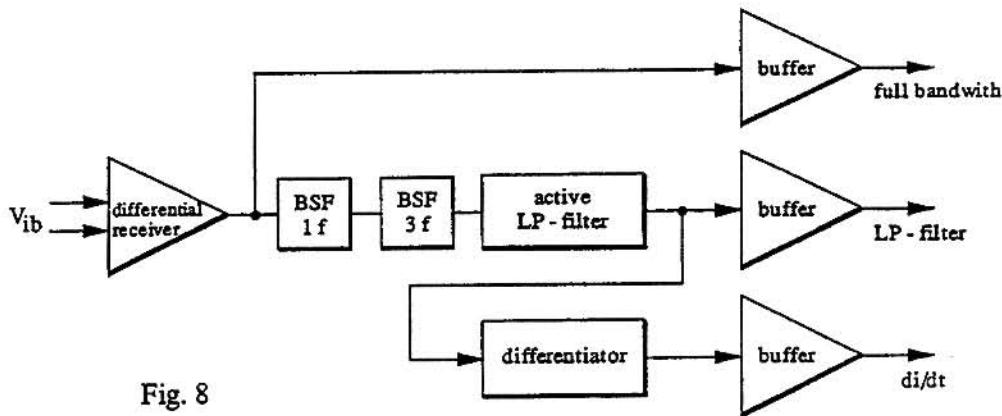 buffer
full bandwith
V_ib
differential
receiver
BSF
1 f
BSF
3 f
active
LP - filter
buffer
LP - filter
differentiator
buffer
di/dt
Fig. 8